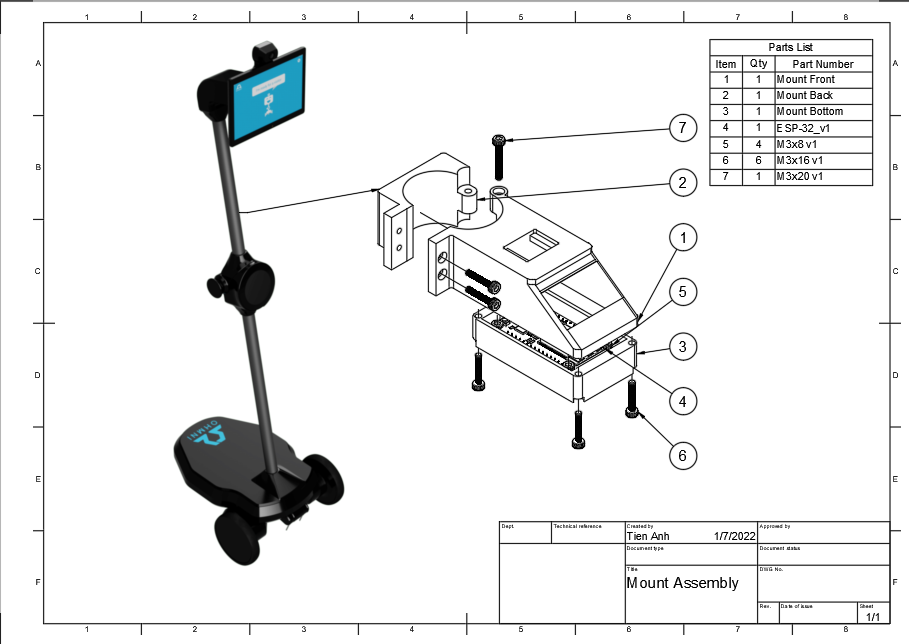 1 2 3 4 5 6 7 8
A A
B B
C C
D D
E E
F F
Parts List
Item Qty Part Number
1 1 Mount Front
2 1 Mount Back
3 1 Mount Bottom
4 1 ESP-32_v1
5 4 M3x8 v1
6 6 M3x16 v1
7 1 M3x20 v1
7
2
1
5
3
4
6
OHMNI
Dept. Technical reference Created by Approved by
Tien Anh 1/7/2022
Document type Document status
Title DWG No.
Mount Assembly
Rev. Date of issue Sheet
1/1
1 2 3 4 5 6 7 8